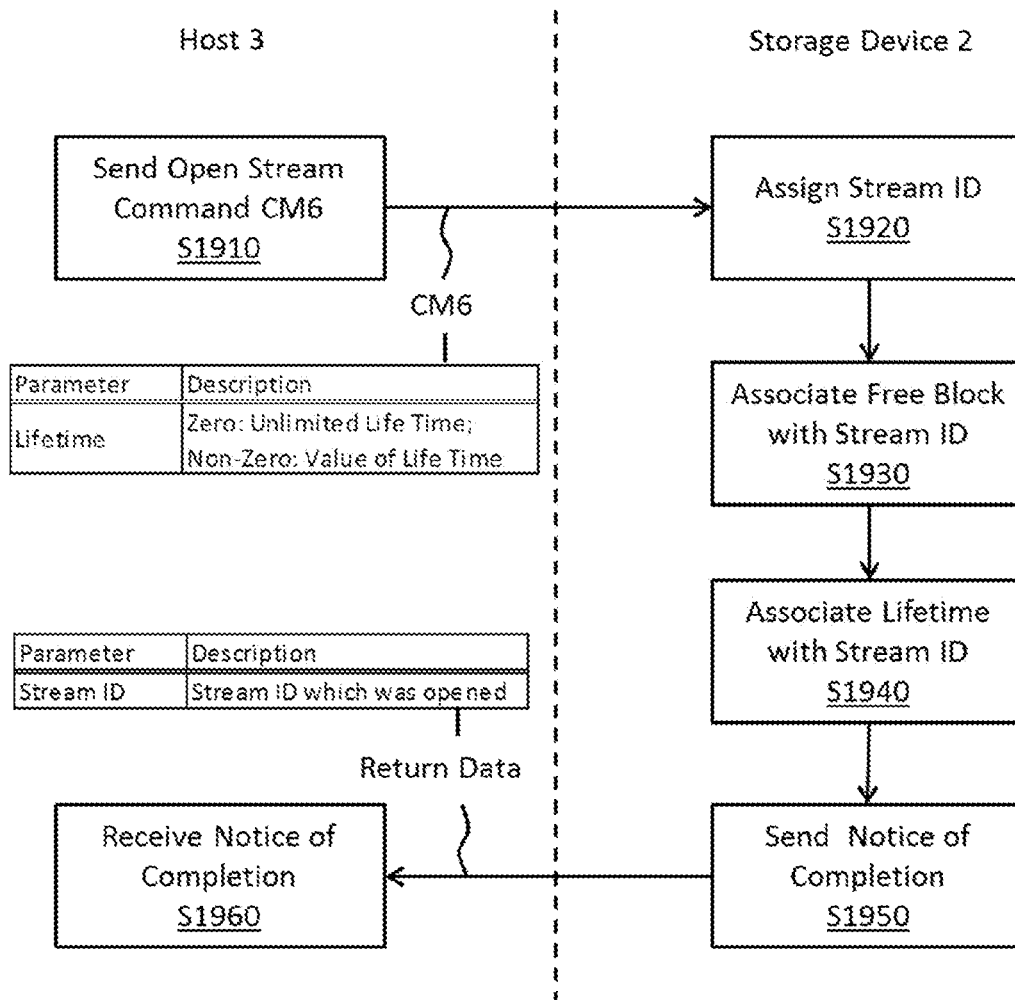 Host 3
Storage Device 2
Send Open Stream
Command CM6
S1910
Assign Stream ID
S1920
CM6
Parameter Description
Lifetime Zero: Unlimited Life Time;
Non-Zero: Value of Life Time
Associate Free Block
with Stream ID
S1930
Associate Lifetime
with Stream ID
S1940
Parameter Description
Stream ID Stream ID which was opened
Return Data
Receive Notice of
Completion
S1960
Send Notice of
Completion
S1950